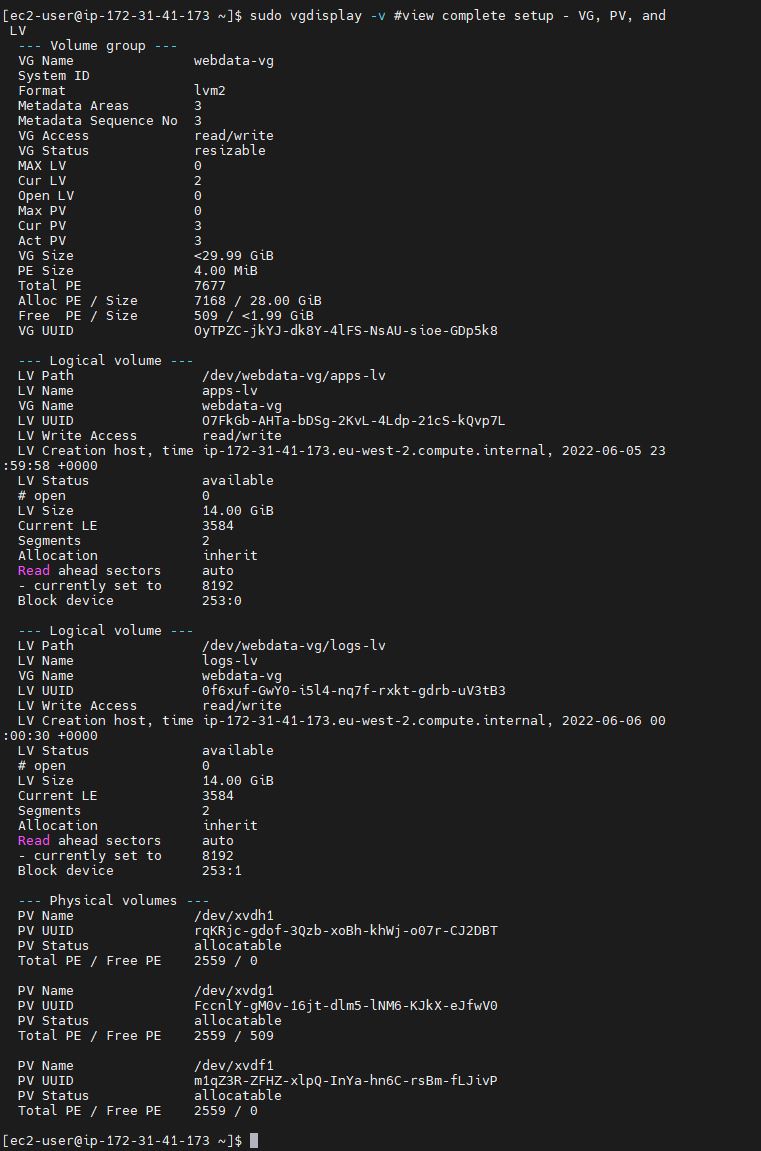 [ec2-user@ip-172-31-41-173 ~]$ sudo vgdisplay -v #view complete setup - VG, PV, and
 LV
  --- Volume group ---
  VG Name               webdata-vg
  System ID
  Format                lvm2
  Metadata Areas        3
  Metadata Sequence No  3
  VG Access             read/write
  VG Status             resizable
  MAX LV                0
  Cur LV                2
  Open LV               0
  Max PV                0
  Cur PV                3
  Act PV                3
  VG Size               <29.99 GiB
  PE Size               4.00 MiB
  Total PE              7677
  Alloc PE / Size       7168 / 28.00 GiB
  Free  PE / Size       509 / <1.99 GiB
  VG UUID               OyTPZC-jkYJ-dk8Y-4lFS-NsAU-sioe-GDp5k8

  --- Logical volume ---
  LV Path                /dev/webdata-vg/apps-lv
  LV Name                apps-lv
  VG Name                webdata-vg
  LV UUID                O7FkGb-AHTa-bDSg-2KvL-4Ldp-21cS-kQvp7L
  LV Write Access        read/write
  LV Creation host, time ip-172-31-41-173.eu-west-2.compute.internal, 2022-06-05 23
:59:58 +0000
  LV Status              available
  # open                 0
  LV Size                14.00 GiB
  Current LE             3584
  Segments               2
  Allocation             inherit
  Read ahead sectors     auto
  - currently set to     8192
  Block device           253:0

  --- Logical volume ---
  LV Path                /dev/webdata-vg/logs-lv
  LV Name                logs-lv
  VG Name                webdata-vg
  LV UUID                0f6xuf-GwY0-i5l4-nq7f-rxkt-gdrb-uV3tB3
  LV Write Access        read/write
  LV Creation host, time ip-172-31-41-173.eu-west-2.compute.internal, 2022-06-06 00
:00:30 +0000
  LV Status              available
  # open                 0
  LV Size                14.00 GiB
  Current LE             3584
  Segments               2
  Allocation             inherit
  Read ahead sectors     auto
  - currently set to     8192
  Block device           253:1

  --- Physical volumes ---
  PV Name               /dev/xvdh1
  PV UUID               rqKRjc-gdof-3Qzb-xoBh-khWj-o07r-CJ2DBT
  PV Status             allocatable
  Total PE / Free PE    2559 / 0

  PV Name               /dev/xvdg1
  PV UUID               FccnlY-gM0v-16jt-dlm5-lNM6-KJkX-eJfwV0
  PV Status             allocatable
  Total PE / Free PE    2559 / 509

  PV Name               /dev/xvdf1
  PV UUID               m1qZ3R-ZFHZ-xlpQ-InYa-hn6C-rsBm-fLJivP
  PV Status             allocatable
  Total PE / Free PE    2559 / 0

[ec2-user@ip-172-31-41-173 ~]$